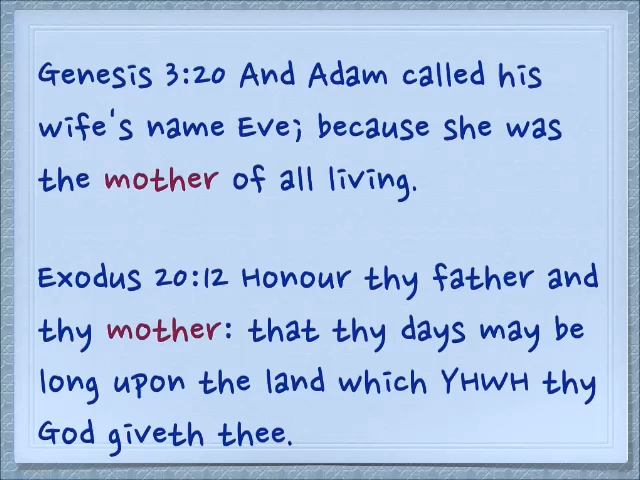 Genesis 3:20 And Adam called his
wife's name Eve; because she was
the mother of all living.
Exodus 20:12 Honour thy father and
thy mother: that thy days may be
long upon the land which YHWH thy
God giveth thee.